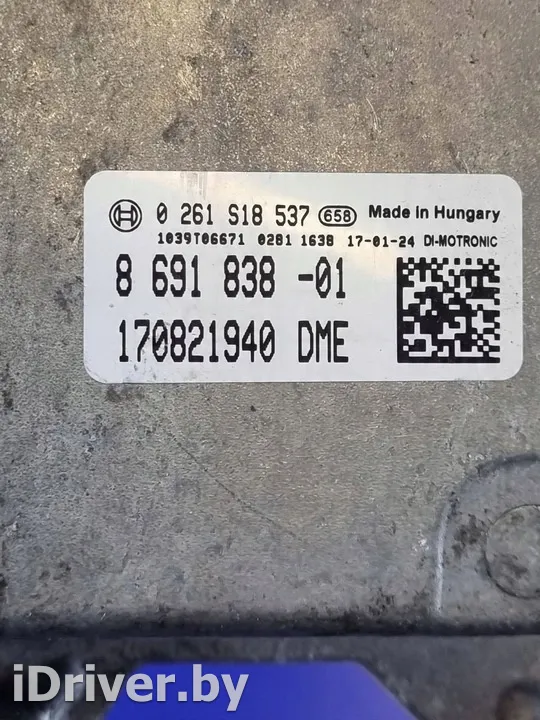 0 261 S18 537 658 Made in Hungary
1039T06671 0281 1638 17-01-24 DI-MOTRONIC
8 691 838 -01
170821940 DME
iDriver.by